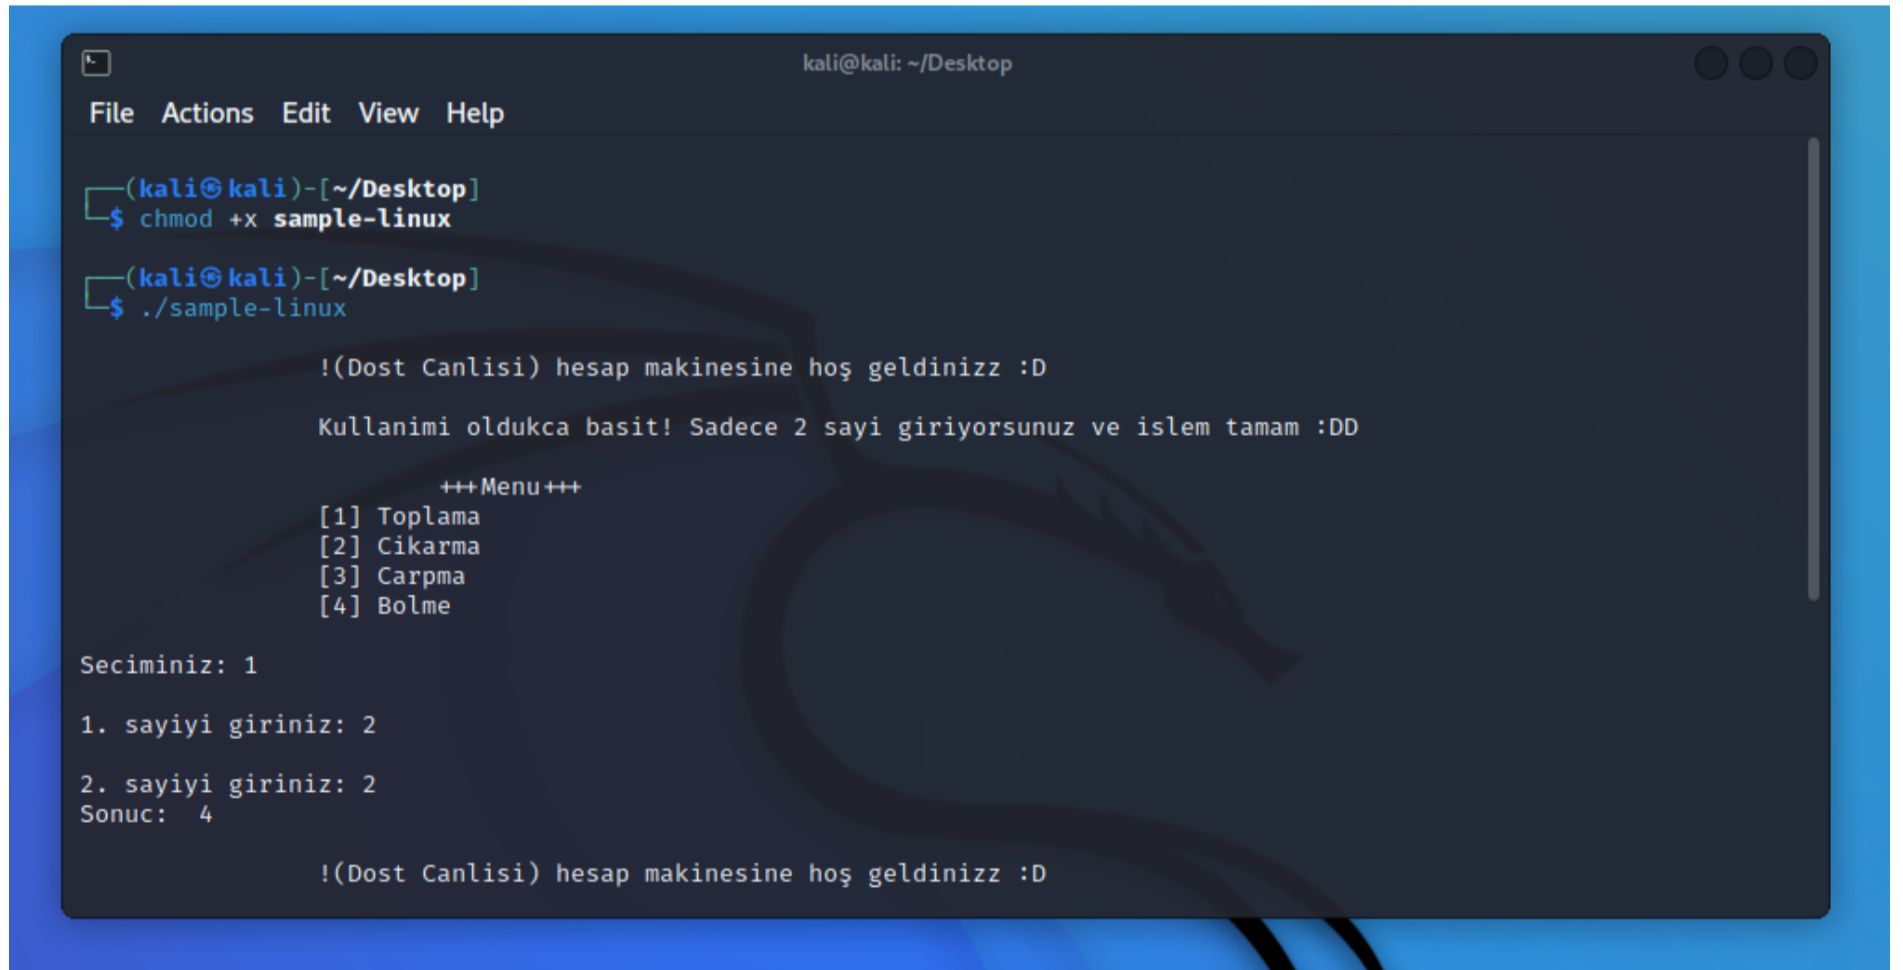 kali@kali: ~/Desktop
File Actions Edit View Help
┌──(kali㉿kali)-[~/Desktop]
└─$ chmod +x sample-linux
┌──(kali㉿kali)-[~/Desktop]
└─$ ./sample-linux
!(Dost Canlisi) hesap makinesine hoş geldinizz :D
Kullanimi oldukca basit! Sadece 2 sayi giriyorsunuz ve islem tamam :DD
+++Menu+++
[1] Toplama
[2] Cikarma
[3] Carpma
[4] Bolme
Seciminiz: 1
1. sayiyi giriniz: 2
2. sayiyi giriniz: 2
Sonuc:  4
!(Dost Canlisi) hesap makinesine hoş geldinizz :D